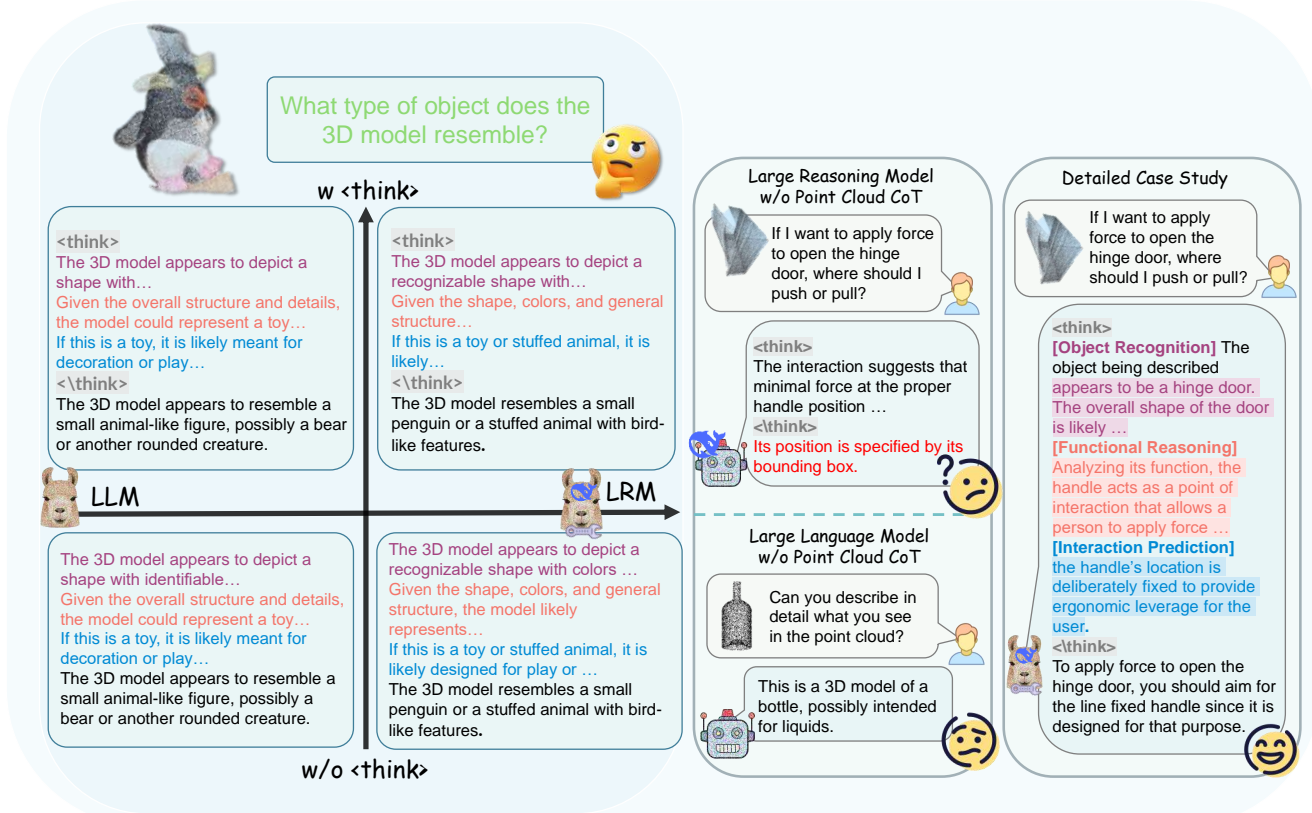 What type of object does the
3D model resemble?
w <think>
<think>
The 3D model appears to depict a
shape with…
Given the overall structure and details,
the model could represent a toy…
If this is a toy, it is likely meant for
decoration or play…
<\think>
The 3D model appears to resemble a
small animal-like figure, possibly a bear
or another rounded creature.
<think>
The 3D model appears to depict a
recognizable shape with…
Given the shape, colors, and general
structure…
If this is a toy or stuffed animal, it is
likely…
<\think>
The 3D model resembles a small
penguin or a stuffed animal with bird-
like features.
LLM
LRM
The 3D model appears to depict a
shape with identifiable…
Given the overall structure and details,
the model could represent a toy…
If this is a toy, it is likely meant for
decoration or play…
The 3D model appears to resemble a
small animal-like figure, possibly a
bear or another rounded creature.
The 3D model appears to depict a
recognizable shape with colors …
Given the shape, colors, and general
structure, the model likely
represents…
If this is a toy or stuffed animal, it is
likely designed for play or …
The 3D model resembles a small
penguin or a stuffed animal with bird-
like features.
w/o <think>
Large Reasoning Model
w/o Point Cloud CoT
If I want to apply force
to open the hinge
door, where should I
push or pull?
<think>
The interaction suggests that
minimal force at the proper
handle position …
<\think>
Its position is specified by its
bounding box.
?
Large Language Model
w/o Point Cloud CoT
Can you describe in
detail what you see
in the point cloud?
This is a 3D model of a
bottle, possibly intended
for liquids.
Detailed Case Study
If I want to apply
force to open the
hinge door, where
should I push or pull?
<think>
[Object Recognition] The
object being described
appears to be a hinge door.
The overall shape of the door
is likely …
[Functional Reasoning]
Analyzing its function, the
handle acts as a point of
interaction that allows a
person to apply force …
[Interaction Prediction]
the handle's location is
deliberately fixed to provide
ergonomic leverage for the
user.
<\think>
To apply force to open the
hinge door, you should aim for
the line fixed handle since it is
designed for that purpose.